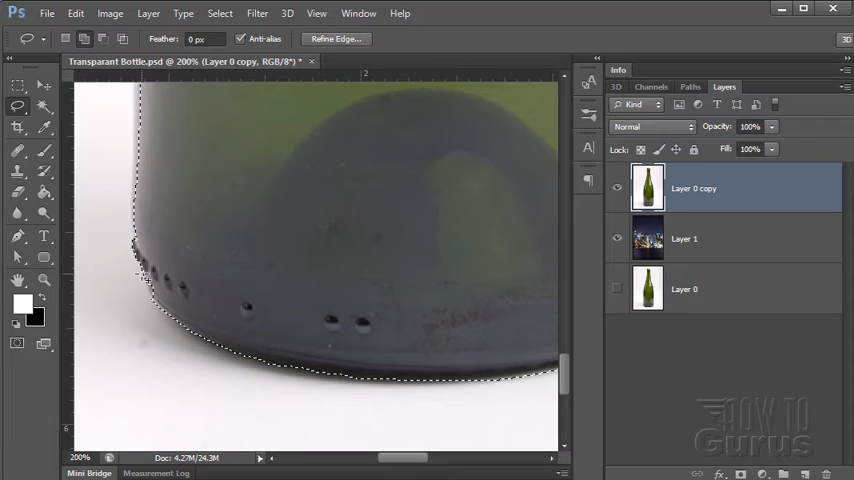 Ps File Edit Image Layer Type Select Filter 3D View Window Help
Feather: 0 px Anti-alias Refine Edge... 3D
Transparant Bottle.psd @ 200% (Layer 0 copy, RGB/8*) * ×
Info
2
3D Channels Paths Layers
Kind
Normal Opacity: 100%
Lock: Fill: 100%
Layer 0 copy
Layer 1
Layer 0
HOW TO
Gurus
6
200% Doc: 4.27M/24.3M
Mini Bridge Measurement Log